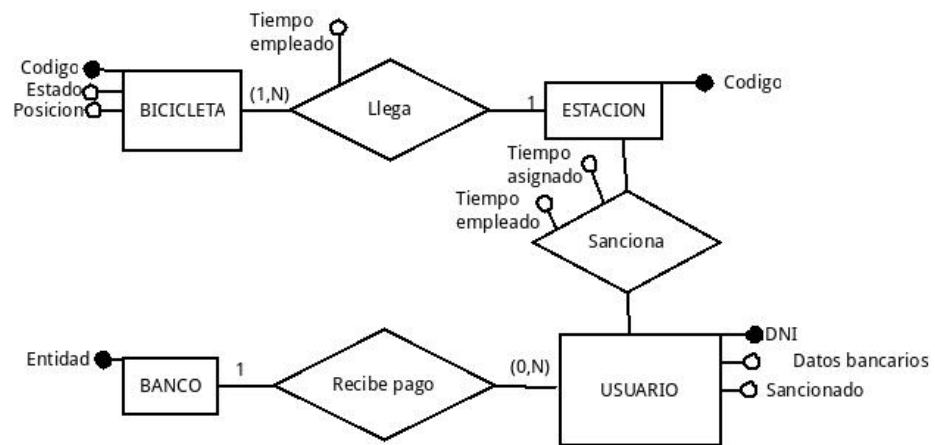 Tiempo
empleado
Codigo
Estado
Posicion
BICICLETA
(1,N)
Llega
1
ESTACION
Codigo
Tiempo
asignado
Tiempo
empleado
Sanciona
Entidad
BANCO
1
Recibe pago
(0,N)
USUARIO
DNI
Datos bancarios
Sancionado